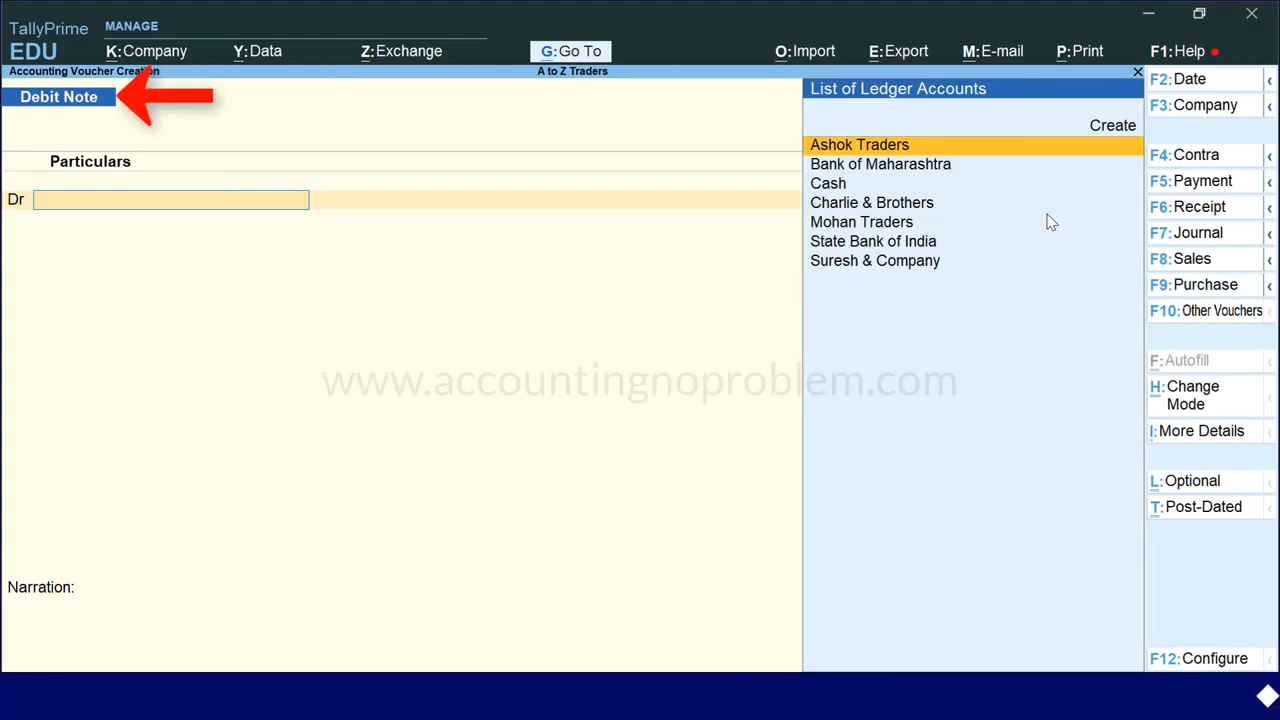 TallyPrime
EDU
MANAGE
K:Company
Y:Data
Z:Exchange
G:Go To
O:Import
E:Export
M:E-mail
P:Print
F1:Help
Accounting Voucher Creation
A to Z Traders
Debit Note
Particulars
Dr
Narration:
List of Ledger Accounts
Create
Ashok Traders
Bank of Maharashtra
Cash
Charlie & Brothers
Mohan Traders
State Bank of India
Suresh & Company
F2:Date
F3:Company
F4:Contra
F5:Payment
F6:Receipt
F7:Journal
F8:Sales
F9:Purchase
F10:Other Vouchers
F:Autofill
H:Change
Mode
I:More Details
L:Optional
T:Post-Dated
F12:Configure
www.accountingnoproblem.com